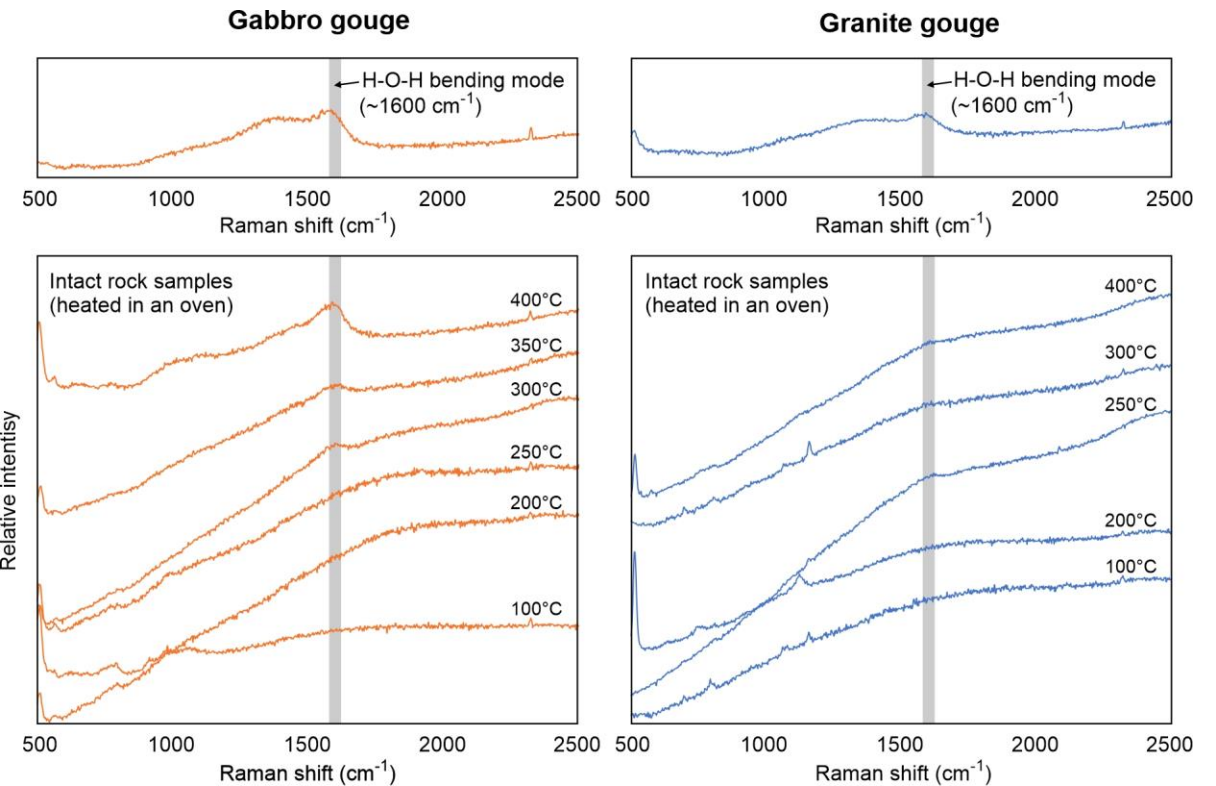 Gabbro gouge
H-O-H bending mode
(~1600 cm-1)
500 1000 1500 2000 2500
Raman shift (cm-1)
Granite gouge
H-O-H bending mode
(~1600 cm-1)
500 1000 1500 2000 2500
Raman shift (cm-1)
Relative intentisy
Intact rock samples
(heated in an oven)
400°C
350°C
300°C
250°C
200°C
100°C
500 1000 1500 2000 2500
Raman shift (cm-1)
Intact rock samples
(heated in an oven)
400°C
300°C
250°C
200°C
100°C
500 1000 1500 2000 2500
Raman shift (cm-1)